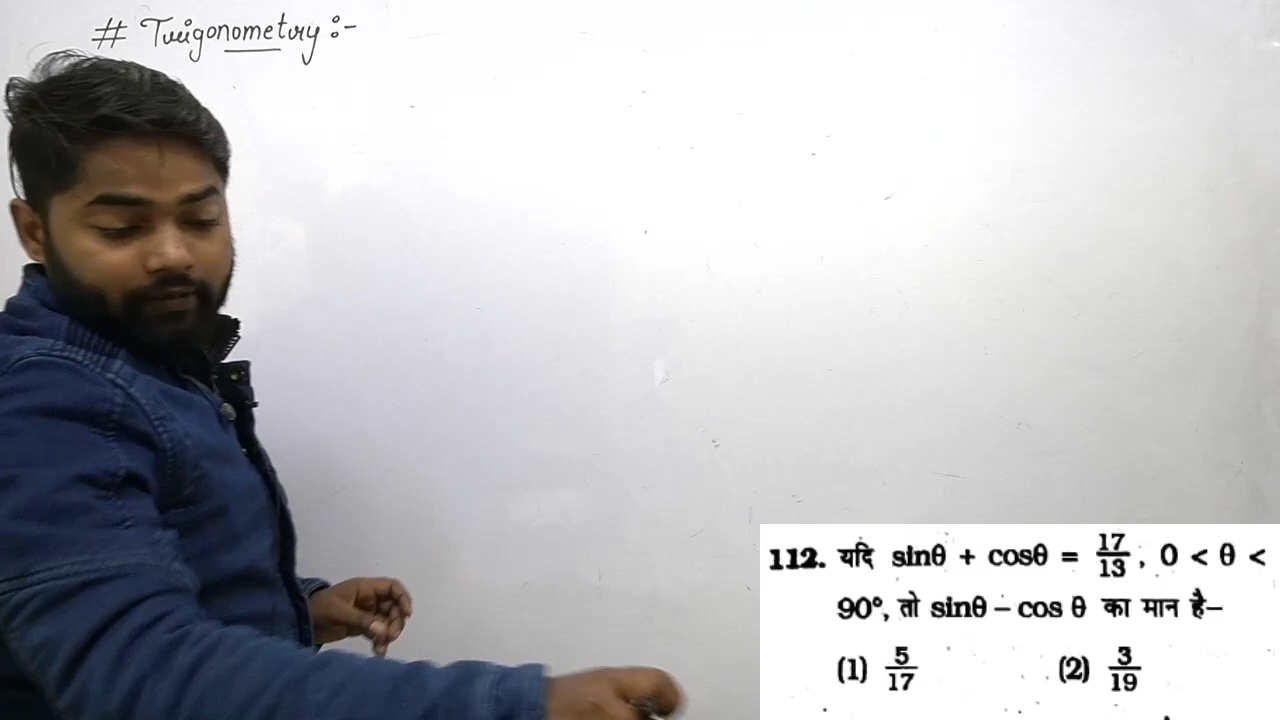 # Trigonometry :-
112. यदि sinθ + cosθ = 17/13, 0 < θ <
90°, तो sinθ – cos θ का मान है–
(1) 5/17 (2) 3/19